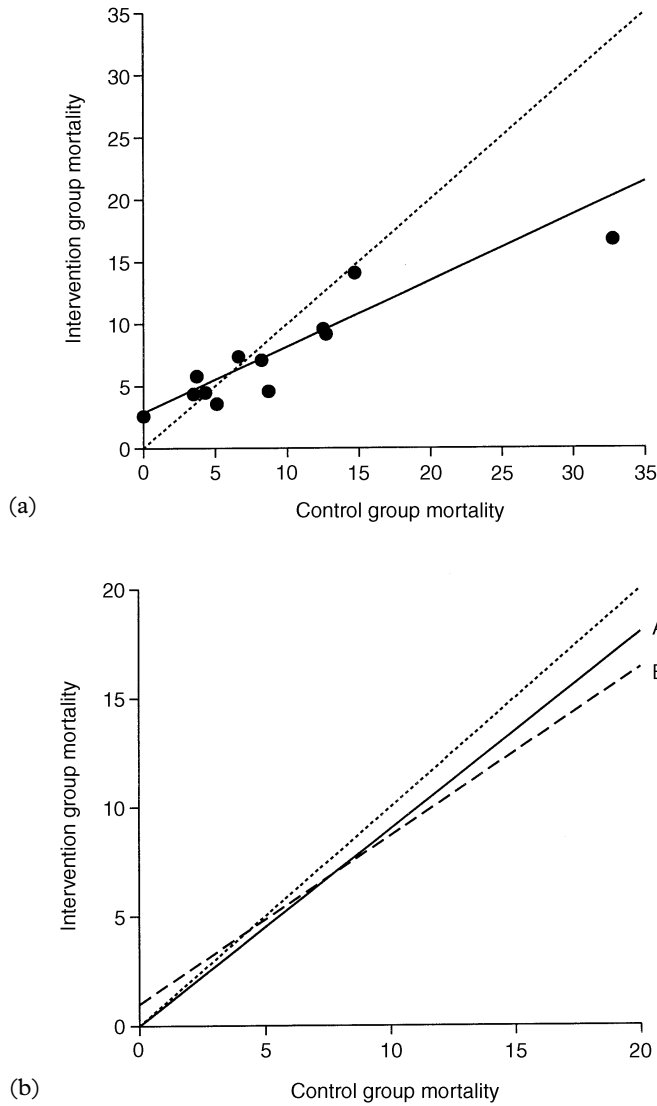 35
30
25
20
15
10
5
0
Intervention group mortality
0 5 10 15 20 25 30 35
Control group mortality
(a)
20
15
10
5
0
Intervention group mortality
A
0 5 10 15 20
Control group mortality
(b)